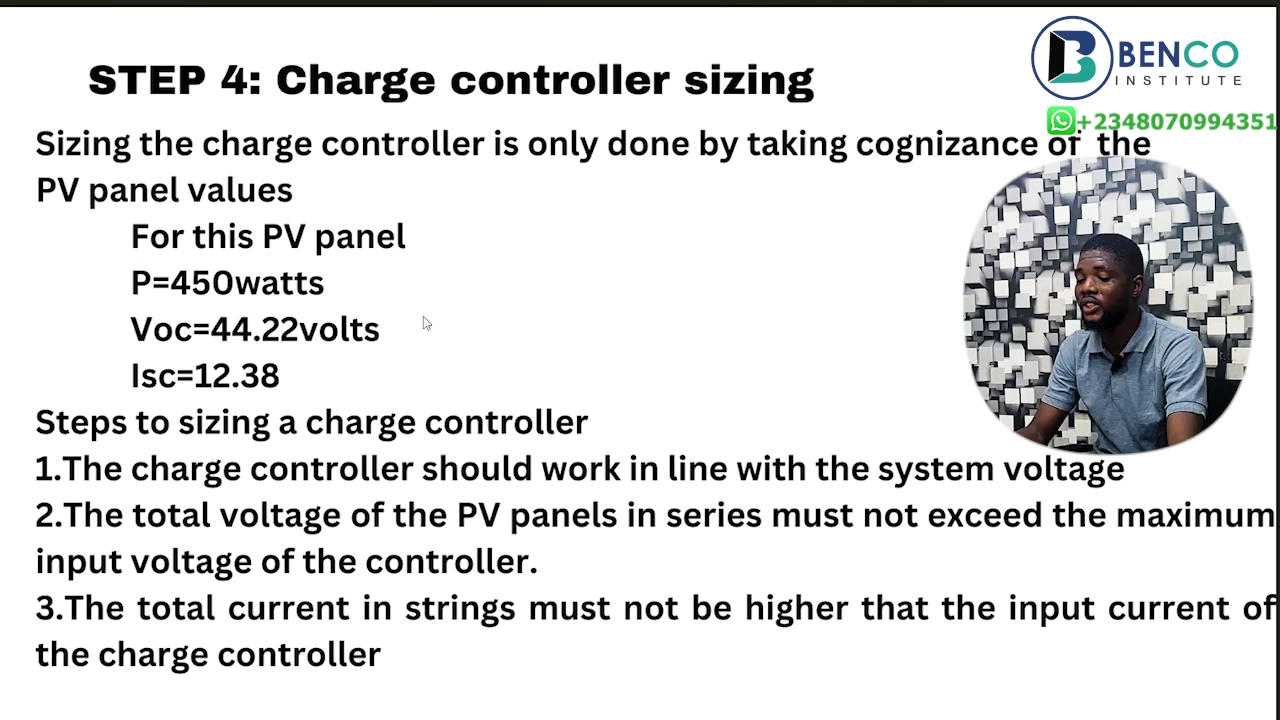 BENCO
INSTITUTE
+2348070994351
STEP 4: Charge controller sizing
Sizing the charge controller is only done by taking cognizance of the
PV panel values
For this PV panel
P=450watts
Voc=44.22volts
Isc=12.38
Steps to sizing a charge controller
1.The charge controller should work in line with the system voltage
2.The total voltage of the PV panels in series must not exceed the maximum
input voltage of the controller.
3.The total current in strings must not be higher that the input current of
the charge controller